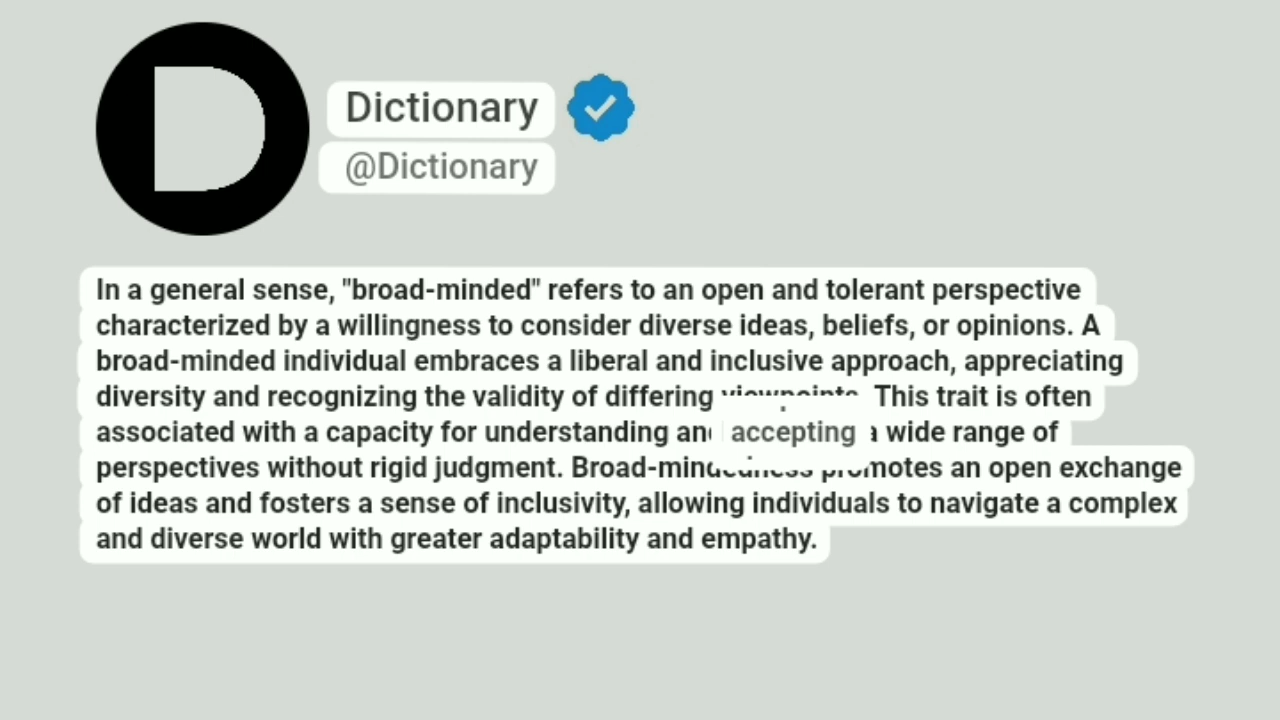 D
Dictionary
@Dictionary
In a general sense, "broad-minded" refers to an open and tolerant perspective
characterized by a willingness to consider diverse ideas, beliefs, or opinions. A
broad-minded individual embraces a liberal and inclusive approach, appreciating
diversity and recognizing the validity of differing viewpoints. This trait is often
associated with a capacity for understanding and accepting a wide range of
perspectives without rigid judgment. Broad-mindedness promotes an open exchange
of ideas and fosters a sense of inclusivity, allowing individuals to navigate a complex
and diverse world with greater adaptability and empathy.